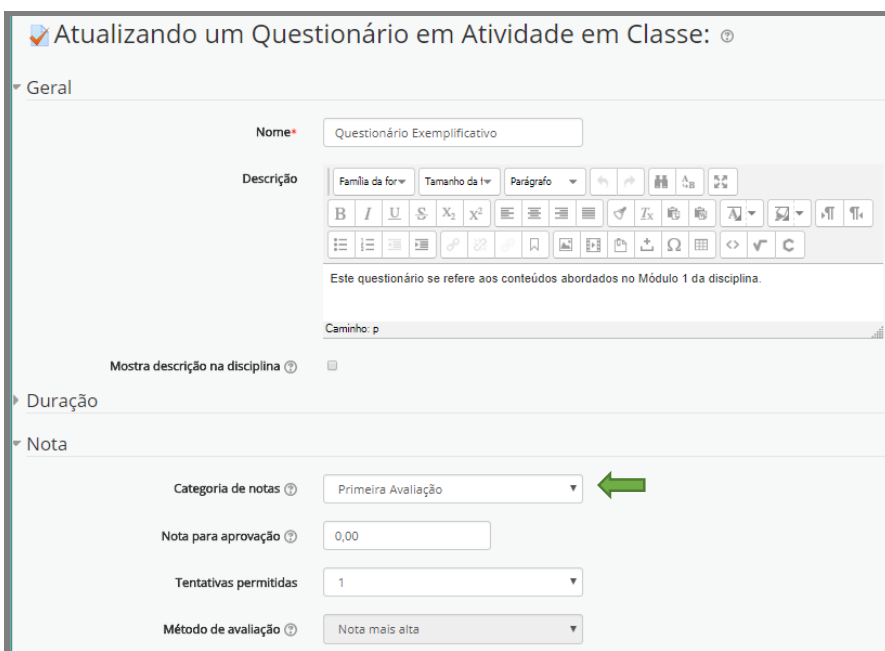 Atualizando um Questionário em Atividade em Classe:
Geral
Nome*
Questionário Exemplificativo
Descrição
Família da for
Tamanho da f
Parágrafo
Este questionário se refere aos conteúdos abordados no Módulo 1 da disciplina.
Caminho: p
Mostra descrição na disciplina
Duração
Nota
Categoria de notas
Primeira Avaliação
Nota para aprovação
0,00
Tentativas permitidas
1
Método de avaliação
Nota mais alta